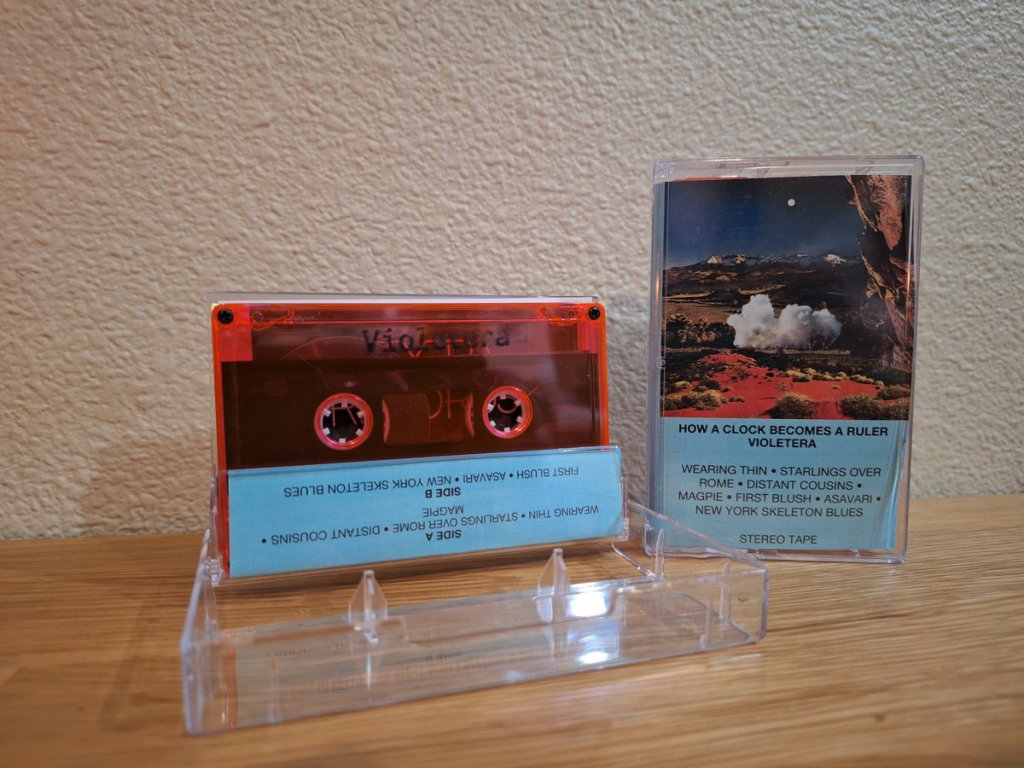 Violetera
SIDE A
WEARING THIN • STARLINGS OVER ROME • DISTANT COUSINS •
MAGPIE
SIDE B
FIRST BLUSH • ASAVARI • NEW YORK SKELETON BLUES
HOW A CLOCK BECOMES A RULER
VIOLETERA
WEARING THIN • STARLINGS OVER
ROME • DISTANT COUSINS •
MAGPIE • FIRST BLUSH • ASAVARI •
NEW YORK SKELETON BLUES
STEREO TAPE